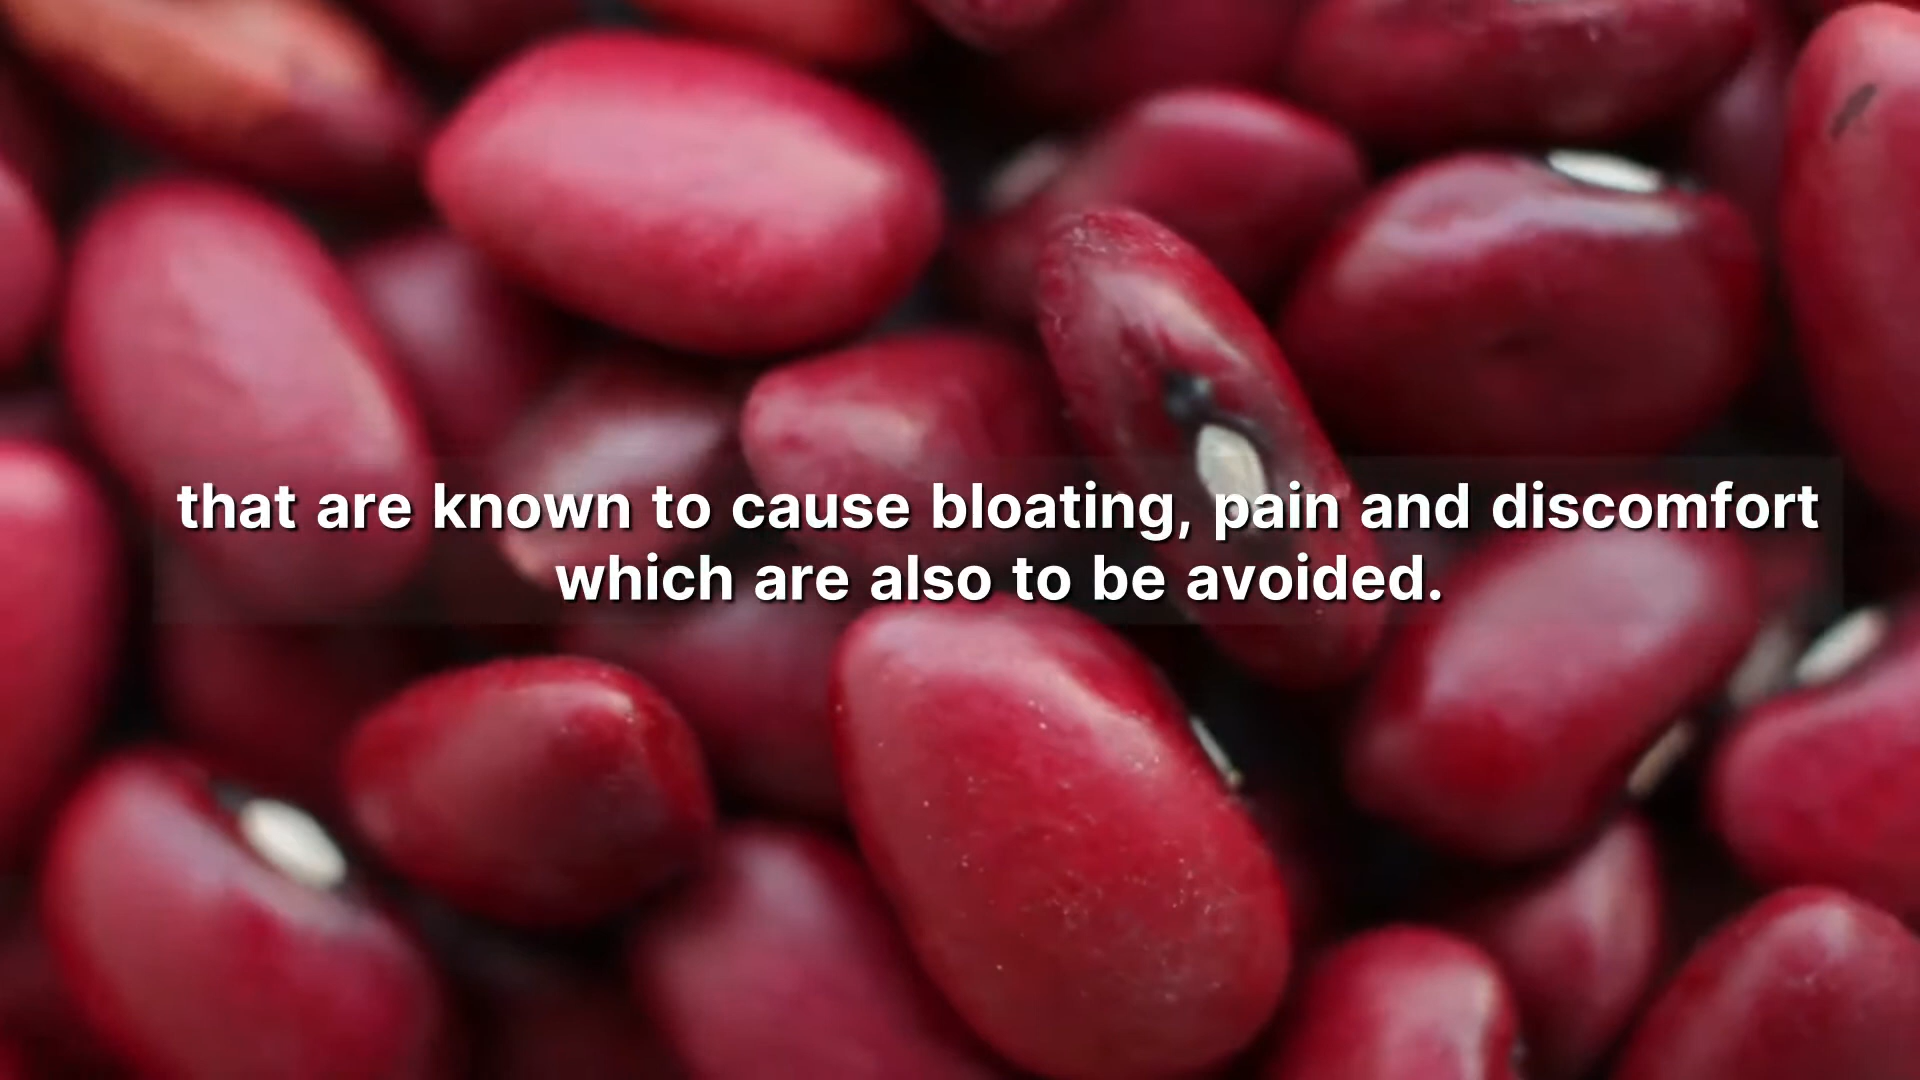 that are known to cause bloating, pain and discomfort
which are also to be avoided.